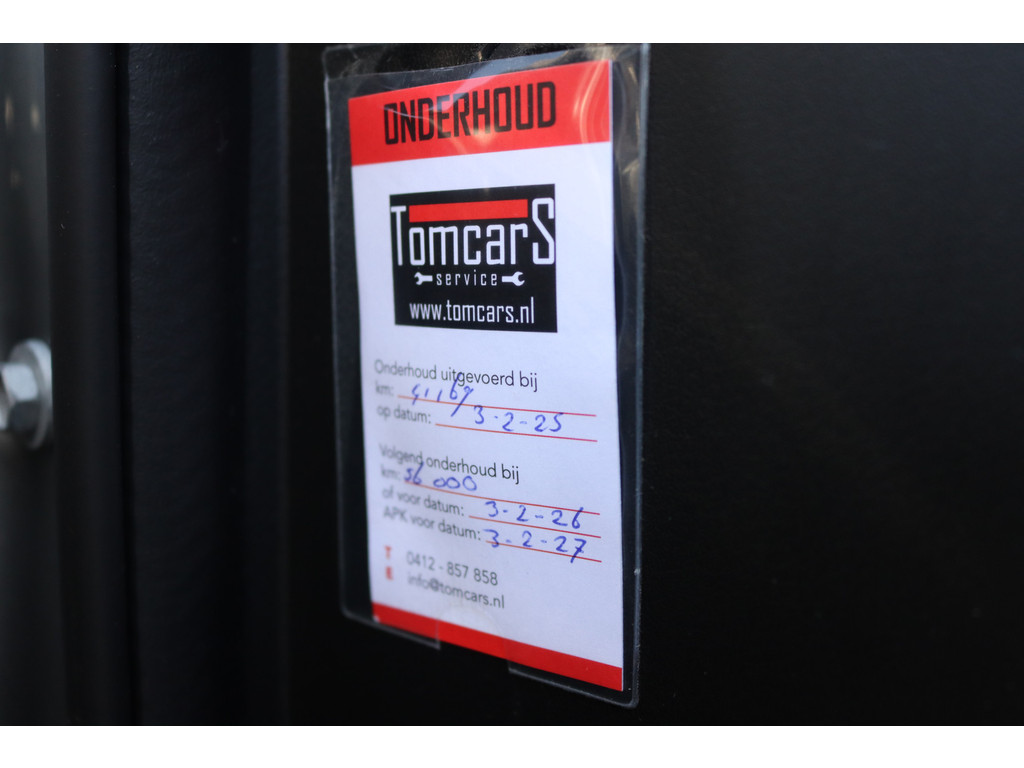 ONDERHOUD
TomcarS
service
www.tomcars.nl
Onderhoud uitgevoerd bij
km:
op datum: 3-2-25
Volgend onderhoud bij
km: 56 000
of voor datum: 3-2-26
APK voor datum: 3-2-27
T 0412 - 857 858
E info@tomcars.nl